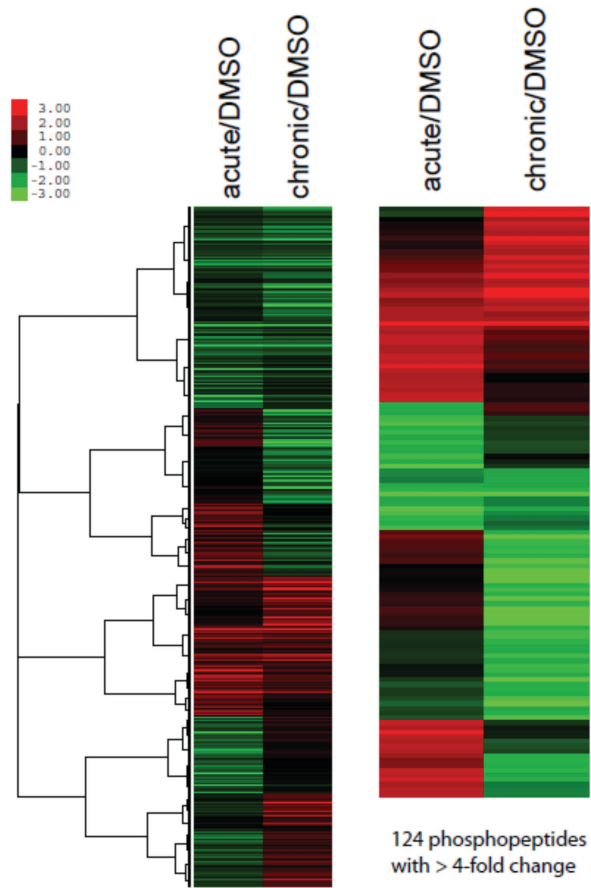 acute/DMSO
chronic/DMSO
acute/DMSO
chronic/DMSO
3.00
2.00
1.00
0.00
-1.00
-2.00
-3.00
124 phosphopeptides
with > 4-fold change